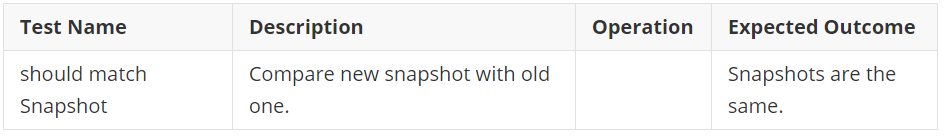 Test Name Description Operation Expected Outcome
should match Compare new snapshot with old Snapshots are the
Snapshot one. same.